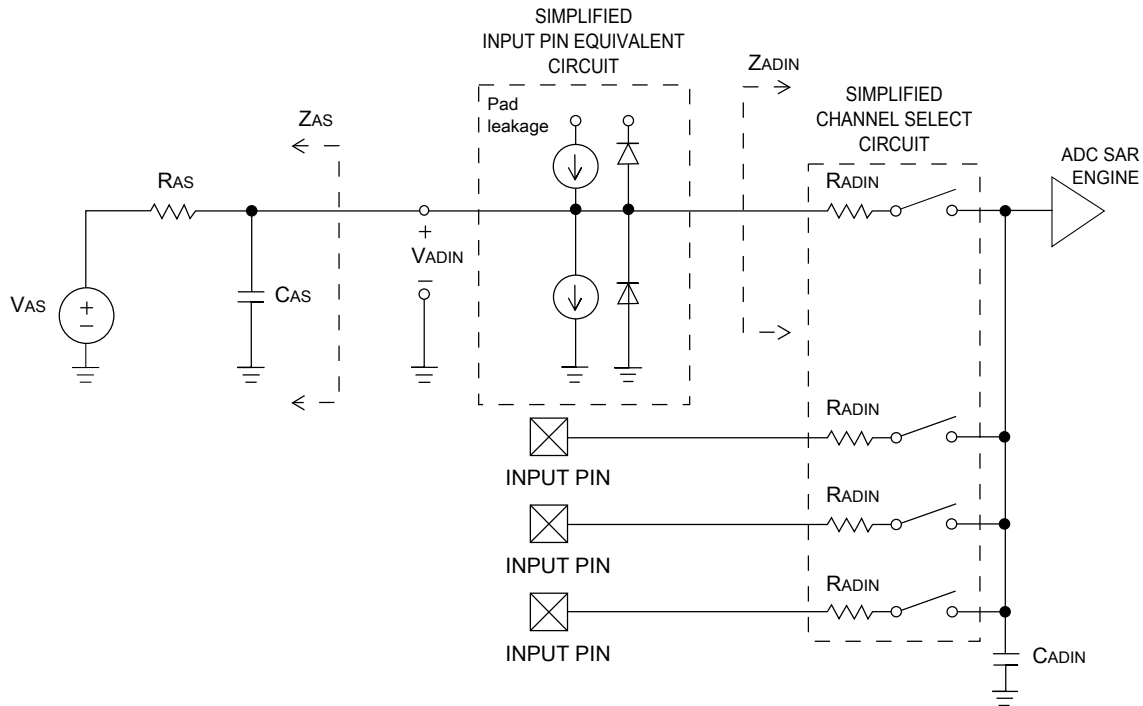 SIMPLIFIED
INPUT PIN EQUIVALENT
CIRCUIT
ZADIN
Pad
leakage
SIMPLIFIED
CHANNEL SELECT
CIRCUIT
ZAS
ADC SAR
ENGINE
RAS
RADIN
+
VADIN
−
VAS
+
−
CAS
RADIN
INPUT PIN
RADIN
INPUT PIN
RADIN
INPUT PIN
CADIN